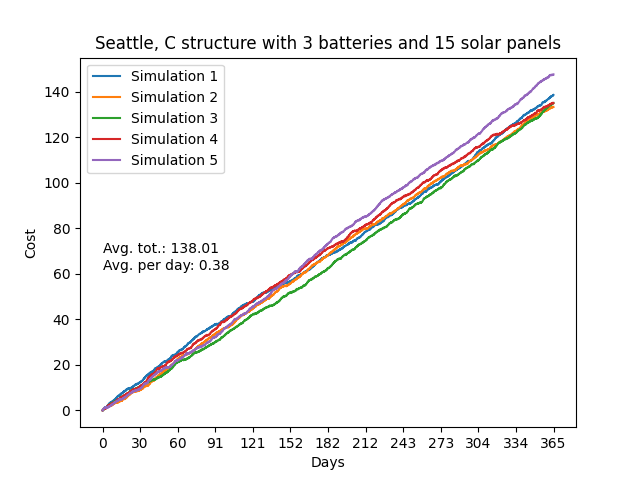 Seattle, C structure with 3 batteries and 15 solar panels
Simulation 1
Simulation 2
Simulation 3
Simulation 4
Simulation 5
140
120
100
80
60
40
20
0
Cost
Avg. tot.: 138.01
Avg. per day: 0.38
0 30 60 91 121 152 182 212 243 273 304 334 365
Days